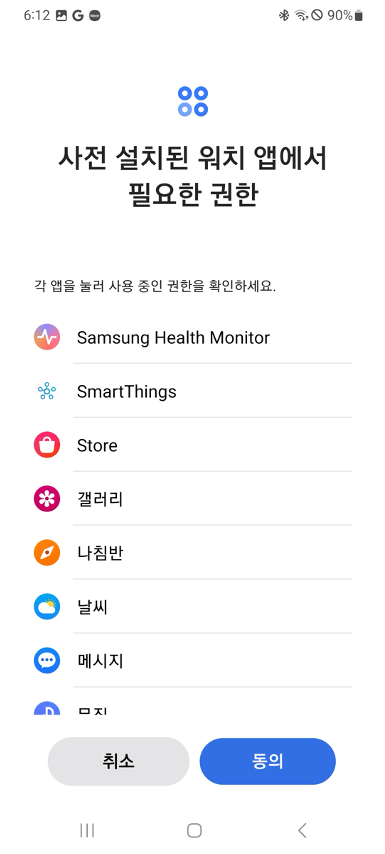 6:12
90%
사전 설치된 워치 앱에서
필요한 권한
각 앱을 눌러 사용 중인 권한을 확인하세요.
Samsung Health Monitor
SmartThings
Store
갤러리
나침반
날씨
메시지
취소
동의